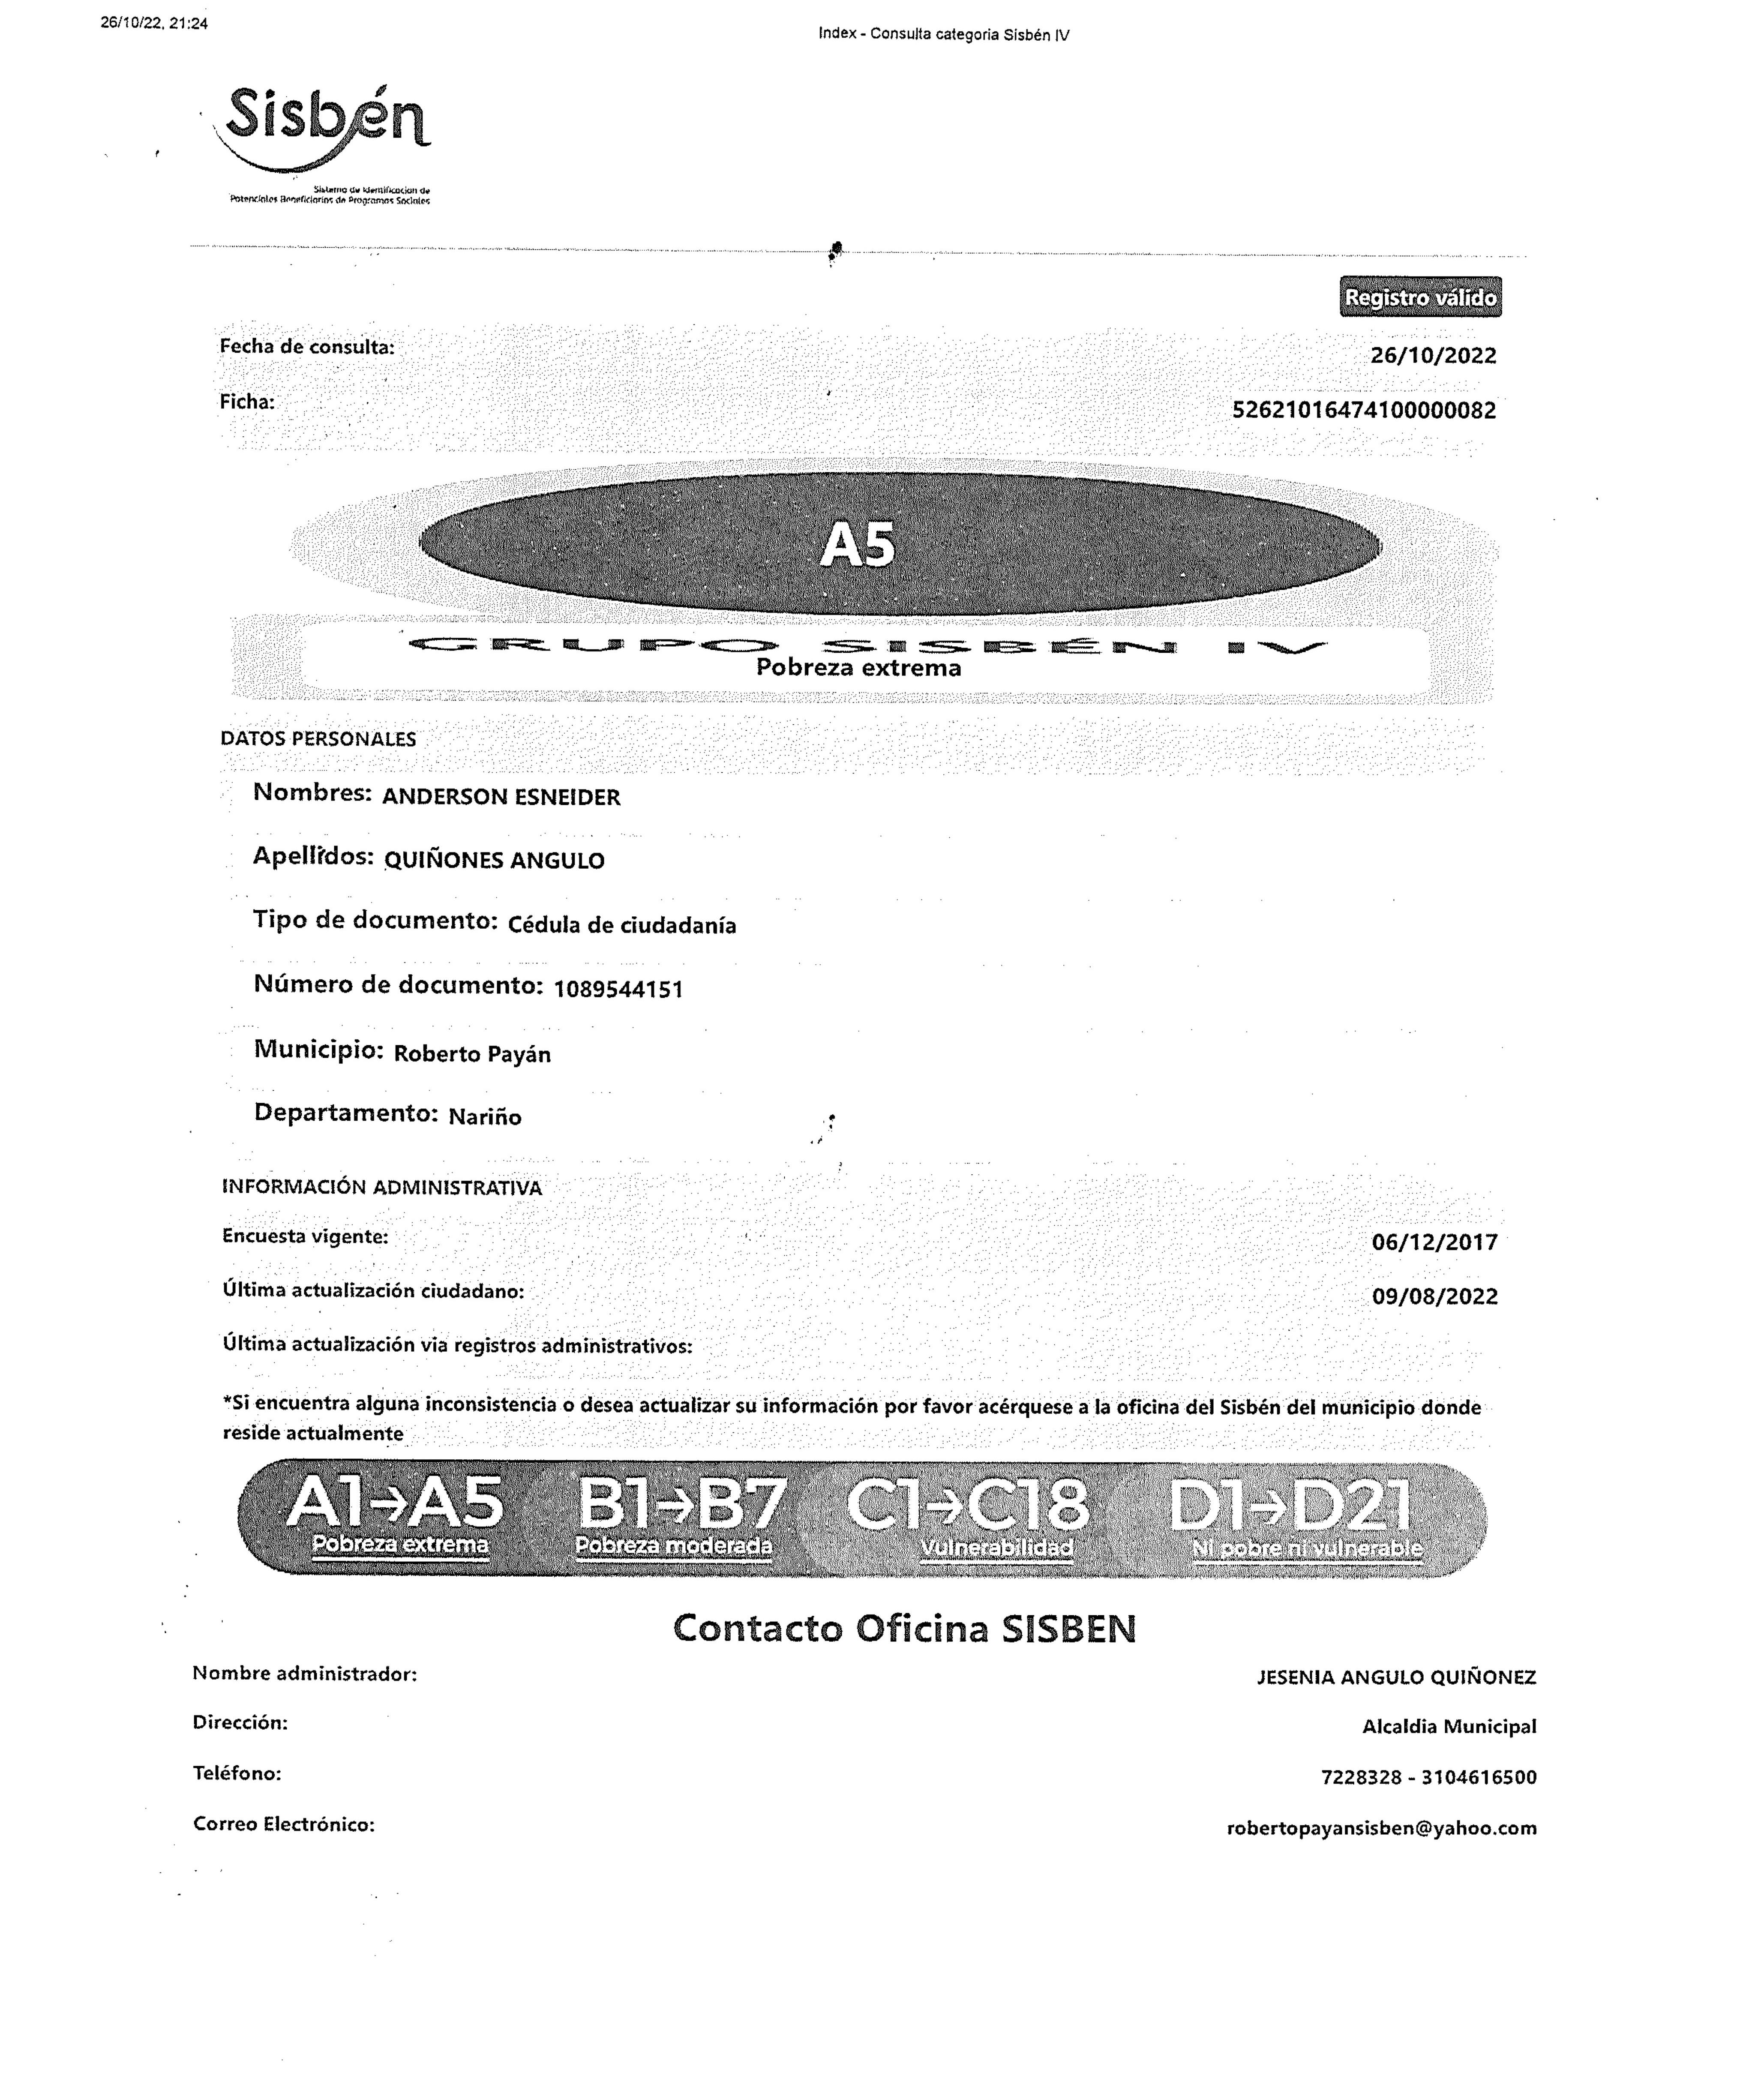 26/10/22, 21:24
Index - Consulta categoria Sisbén IV
Sisbén
Sistema de Identificación de
Potenciales Beneficiarios de Programas Sociales
Registro válido
Fecha de consulta:
26/10/2022
Ficha:
52621016474100000082
A5
GRUPO SISBÉN IV
Pobreza extrema
DATOS PERSONALES
Nombres: ANDERSON ESNEIDER
Apellidos: QUIÑONES ANGULO
Tipo de documento: Cédula de ciudadanía
Número de documento: 1089544151
Municipio: Roberto Payán
Departamento: Nariño
INFORMACIÓN ADMINISTRATIVA
Encuesta vigente:
06/12/2017
Última actualización ciudadano:
09/08/2022
Última actualización via registros administrativos:
*Si encuentra alguna inconsistencia o desea actualizar su información por favor acérquese a la oficina del Sisbén del municipio donde
reside actualmente
A1→A5 B1→B7 C1→C18 D1→D21
Pobreza extrema Pobreza moderada Vulnerabilidad Ni pobre ni vulnerable
Contacto Oficina SISBEN
Nombre administrador:
JESENIA ANGULO QUIÑONEZ
Dirección:
Alcaldia Municipal
Teléfono:
7228328 - 3104616500
Correo Electrónico:
robertopayansisben@yahoo.com